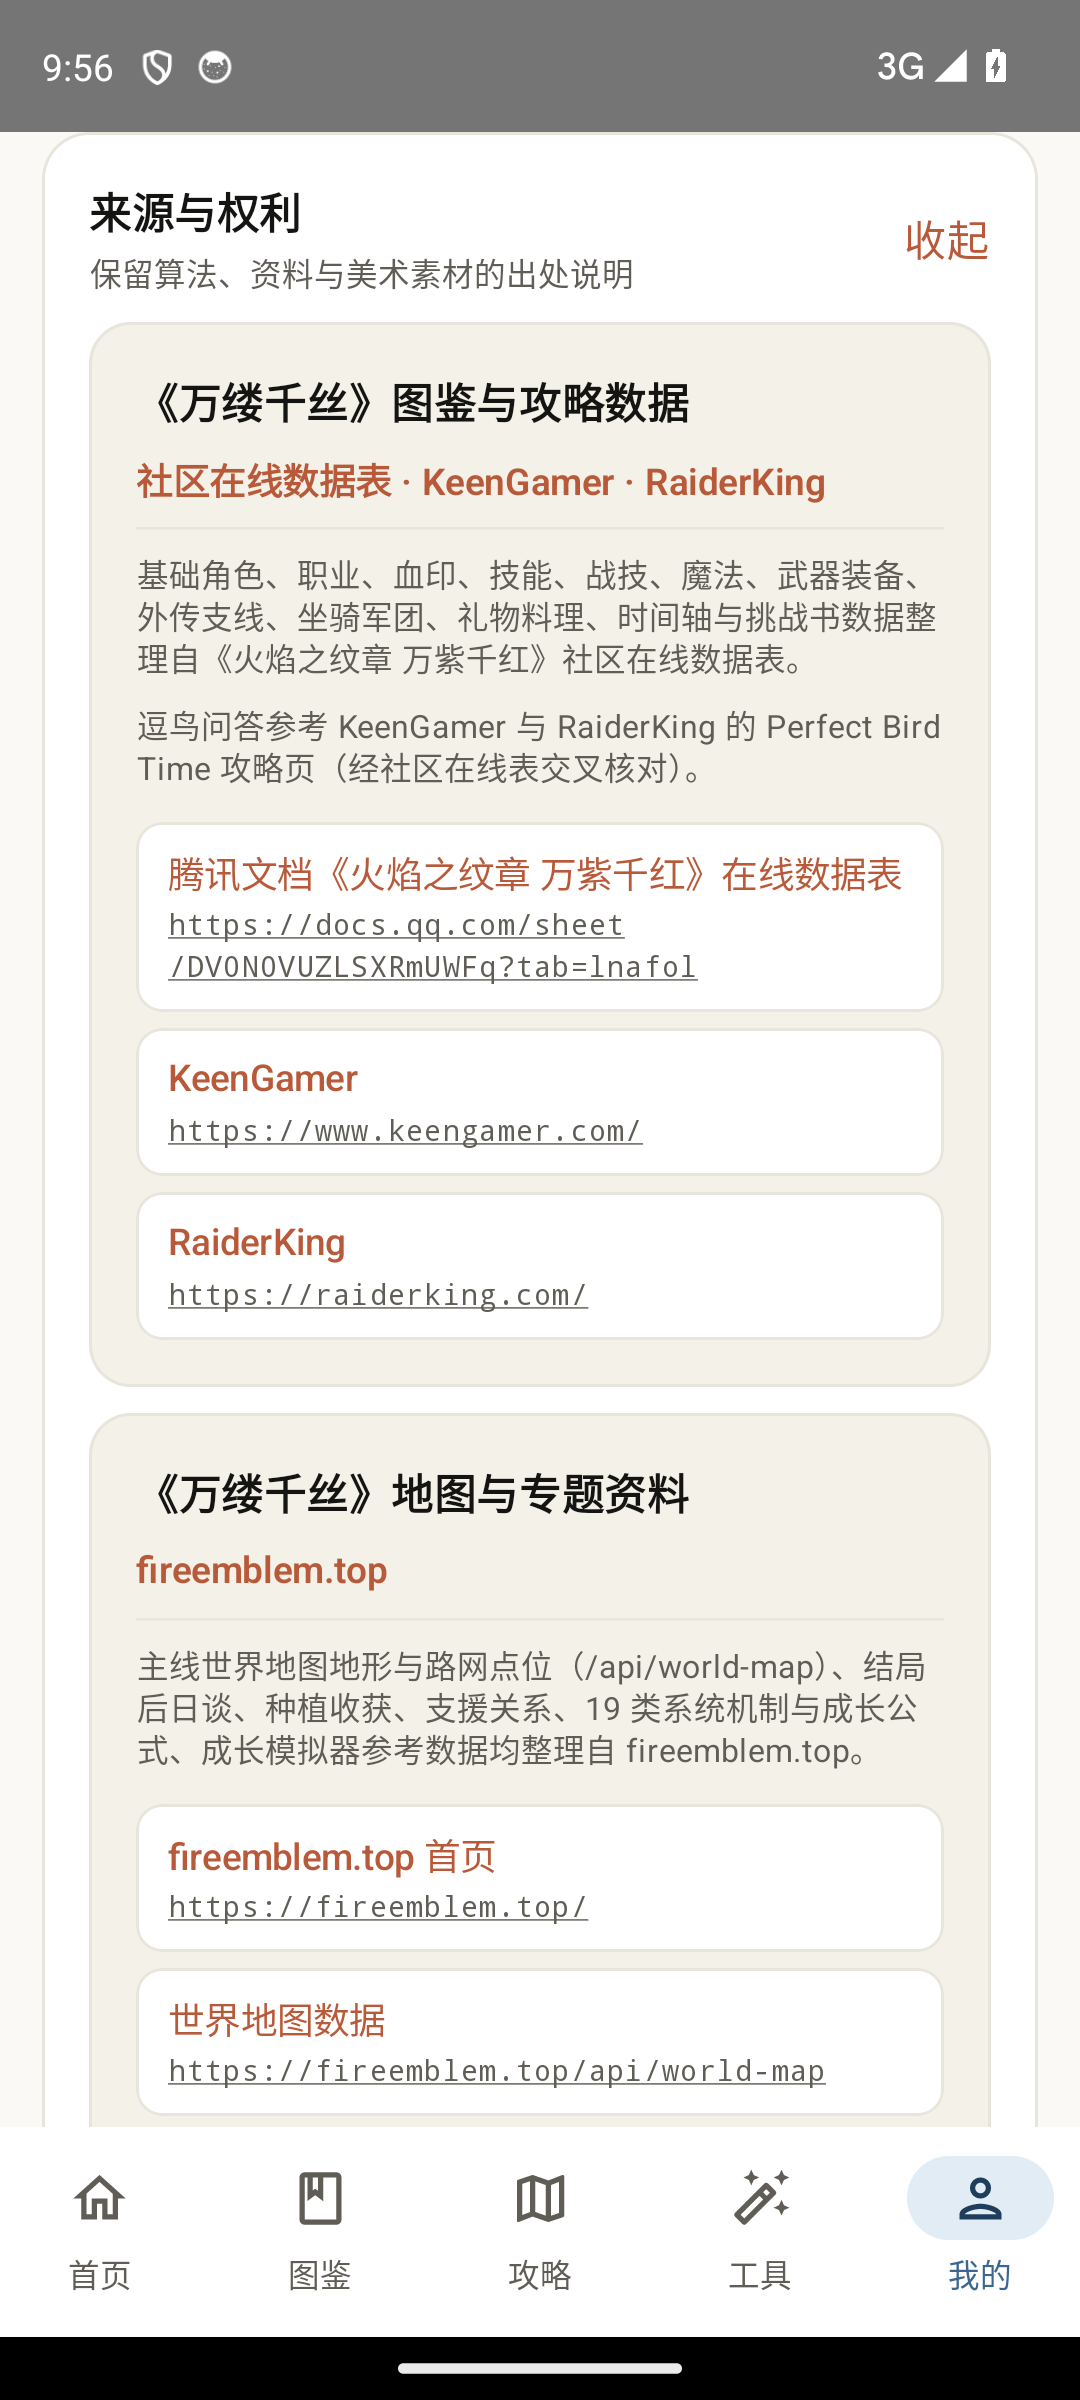 9:56
3G
来源与权利
保留算法、资料与美术素材的出处说明
收起
《万缕千丝》图鉴与攻略数据
社区在线数据表 · KeenGamer · RaiderKing
基础角色、职业、血印、技能、战技、魔法、武器装备、
外传支线、坐骑军团、礼物料理、时间轴与挑战书数据整
理自《火焰之纹章 万紫千红》社区在线数据表。
逗鸟问答参考 KeenGamer 与 RaiderKing 的 Perfect Bird
Time 攻略页（经社区在线表交叉核对）。
腾讯文档《火焰之纹章 万紫千红》在线数据表
https://docs.qq.com/sheet
/DV0N0VUZLSXRmUWFq?tab=lnafol
KeenGamer
https://www.keengamer.com/
RaiderKing
https://raiderking.com/
《万缕千丝》地图与专题资料
fireemblem.top
主线世界地图地形与路网点位（/api/world-map）、结局
后日谈、种植收获、支援关系、19 类系统机制与成长公
式、成长模拟器参考数据均整理自 fireemblem.top。
fireemblem.top 首页
https://fireemblem.top/
世界地图数据
https://fireemblem.top/api/world-map
首页
图鉴
攻略
工具
我的